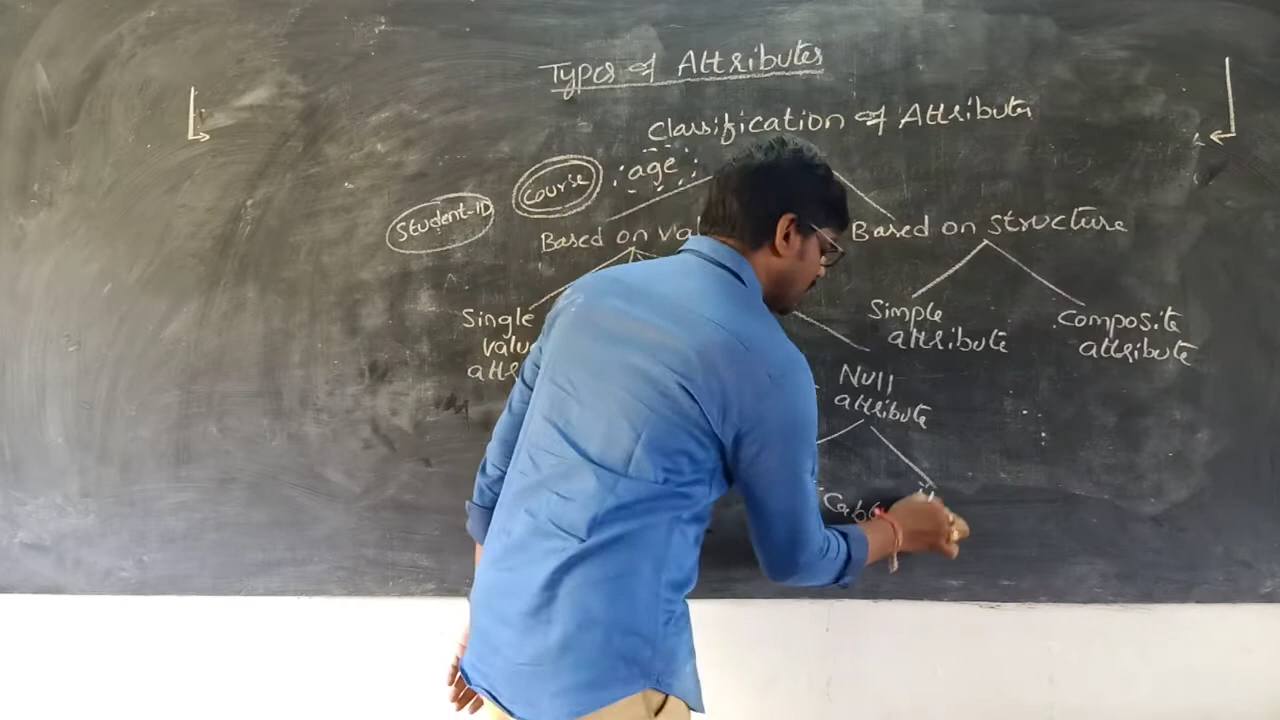 Types of Attributes
Classification of Attributes
age
Course
Student-ID
Based on val
Based on structure
Single
valu
att
Simple
attribute
Composite
attribute
Null
attribute